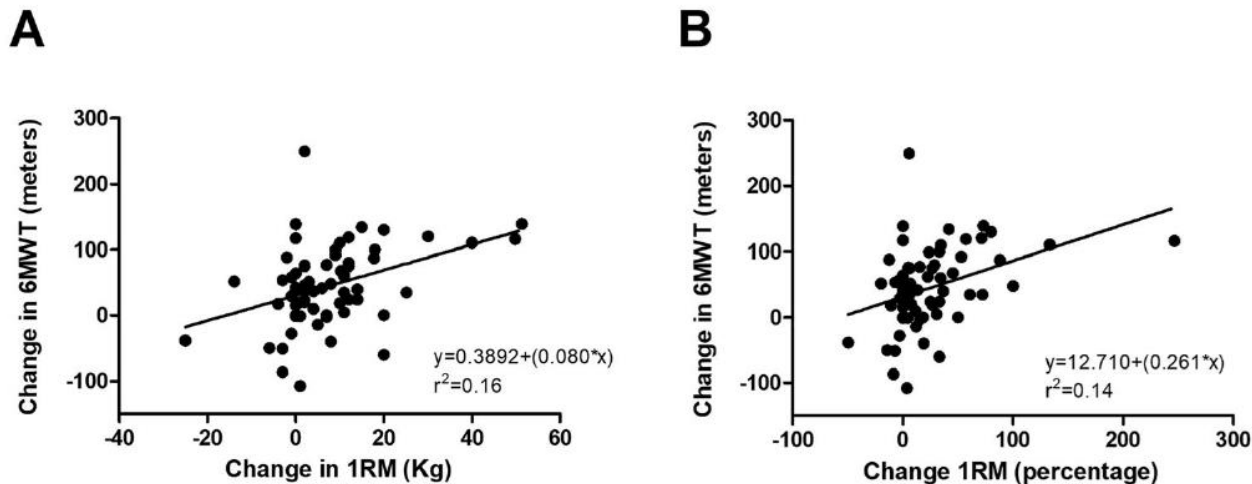 A
Change in 6MWT (meters)
300
200
100
0
-100
-40
-20
0
20
40
60
Change in 1RM (Kg)
y=0.3892+(0.080*x)
r²=0.16
B
Change in 6MWT (meters)
300
200
100
0
-100
-100
0
100
200
300
Change 1RM (percentage)
y=12.710+(0.261*x)
r²=0.14